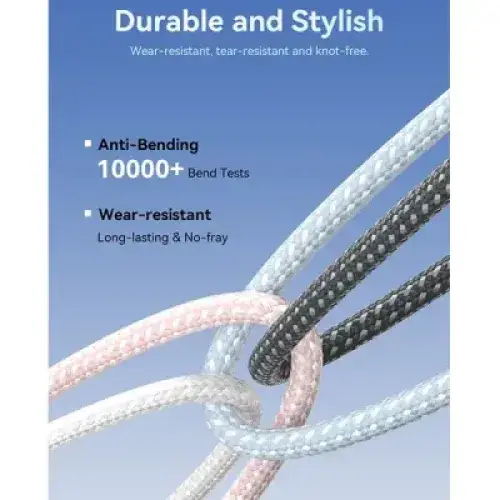 Durable and Stylish
Wear-resistant, tear-resistant and knot-free.
Anti-Bending
10000+ Bend Tests
Wear-resistant
Long-lasting & No-fray